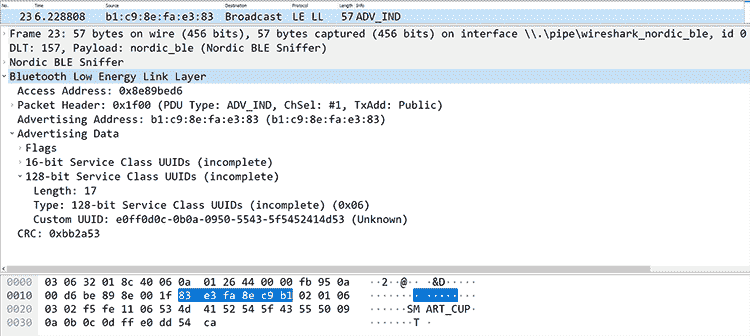 No. Time Source Destination Protocol Length Info
23 6.228808 b1:c9:8e:fa:e3:83 Broadcast LE LL 57 ADV_IND
Frame 23: 57 bytes on wire (456 bits), 57 bytes captured (456 bits) on interface \\.\pipe\wireshark_nordic_ble, id 0
DLT: 157, Payload: nordic_ble (Nordic BLE Sniffer)
Nordic BLE Sniffer
Bluetooth Low Energy Link Layer
Access Address: 0x8e89bed6
Packet Header: 0x1f00 (PDU Type: ADV_IND, ChSel: #1, TxAdd: Public)
Advertising Address: b1:c9:8e:fa:e3:83 (b1:c9:8e:fa:e3:83)
Advertising Data
Flags
16-bit Service Class UUIDs (incomplete)
128-bit Service Class UUIDs (incomplete)
Length: 17
Type: 128-bit Service Class UUIDs (incomplete) (0x06)
Custom UUID: e0ff0d0c-0b0a-0950-5543-5f5452414d53 (Unknown)
CRC: 0xbb2a53
0000 03 06 32 01 8c 40 06 0a 01 26 44 00 00 fb 95 0a ··2··@·· ·&D·····
0010 00 d6 be 89 8e 00 1f 83 e3 fa 8e c9 b1 02 01 06 ········ ········
0020 03 02 f5 fe 11 06 53 4d 41 52 54 5f 43 55 50 09 ······SM ART_CUP·
0030 0a 0b 0c 0d ff e0 dd 54 ca ·······T ·